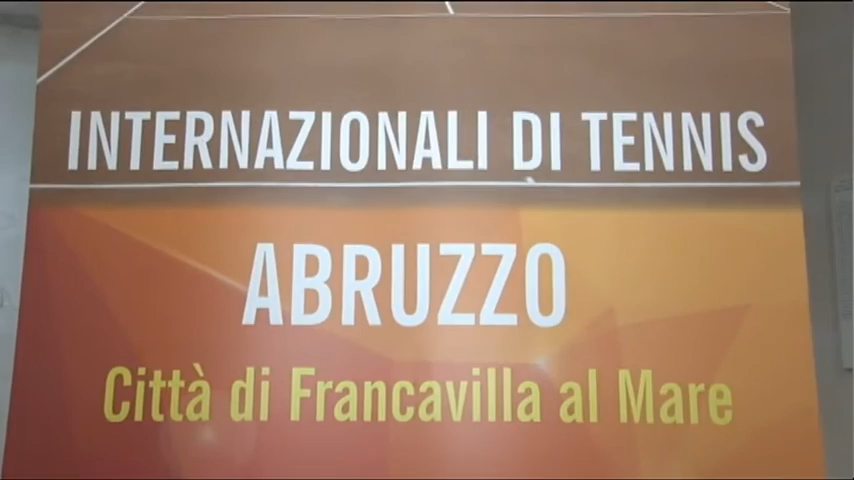 INTERNAZIONALI DI TENNIS
ABRUZZO
Città di Francavilla al Mare